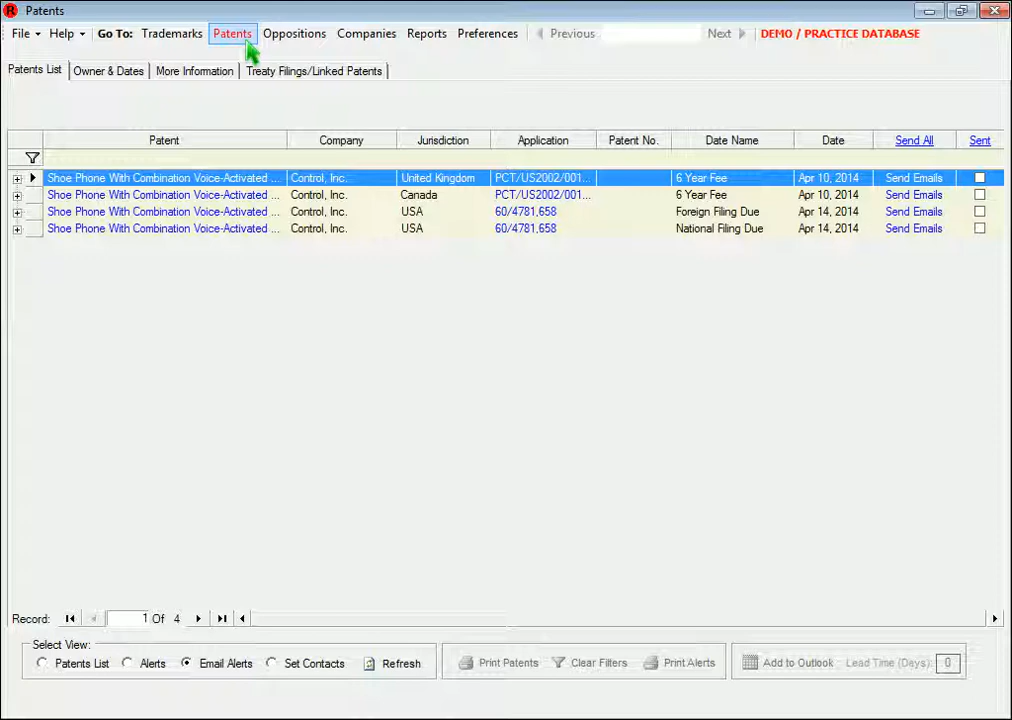 R Patents
File Help Go To: Trademarks Patents Oppositions Companies Reports Preferences Previous Next DEMO / PRACTICE DATABASE
Patents List Owner & Dates More Information Treaty Filings/Linked Patents
Patent Company Jurisdiction Application Patent No. Date Name Date Send All Sent
Shoe Phone With Combination Voice-Activated ... Control, Inc. United Kingdom PCT/US2002/001... 6 Year Fee Apr 10, 2014 Send Emails
Shoe Phone With Combination Voice-Activated ... Control, Inc. Canada PCT/US2002/001... 6 Year Fee Apr 10, 2014 Send Emails
Shoe Phone With Combination Voice-Activated ... Control, Inc. USA 60/4781,658 Foreign Filing Due Apr 14, 2014 Send Emails
Shoe Phone With Combination Voice-Activated ... Control, Inc. USA 60/4781,658 National Filing Due Apr 14, 2014 Send Emails
Record: 1 Of 4
Select View:
Patents List Alerts Email Alerts Set Contacts Refresh Print Patents Clear Filters Print Alerts Add to Outlook Lead Time (Days): 0